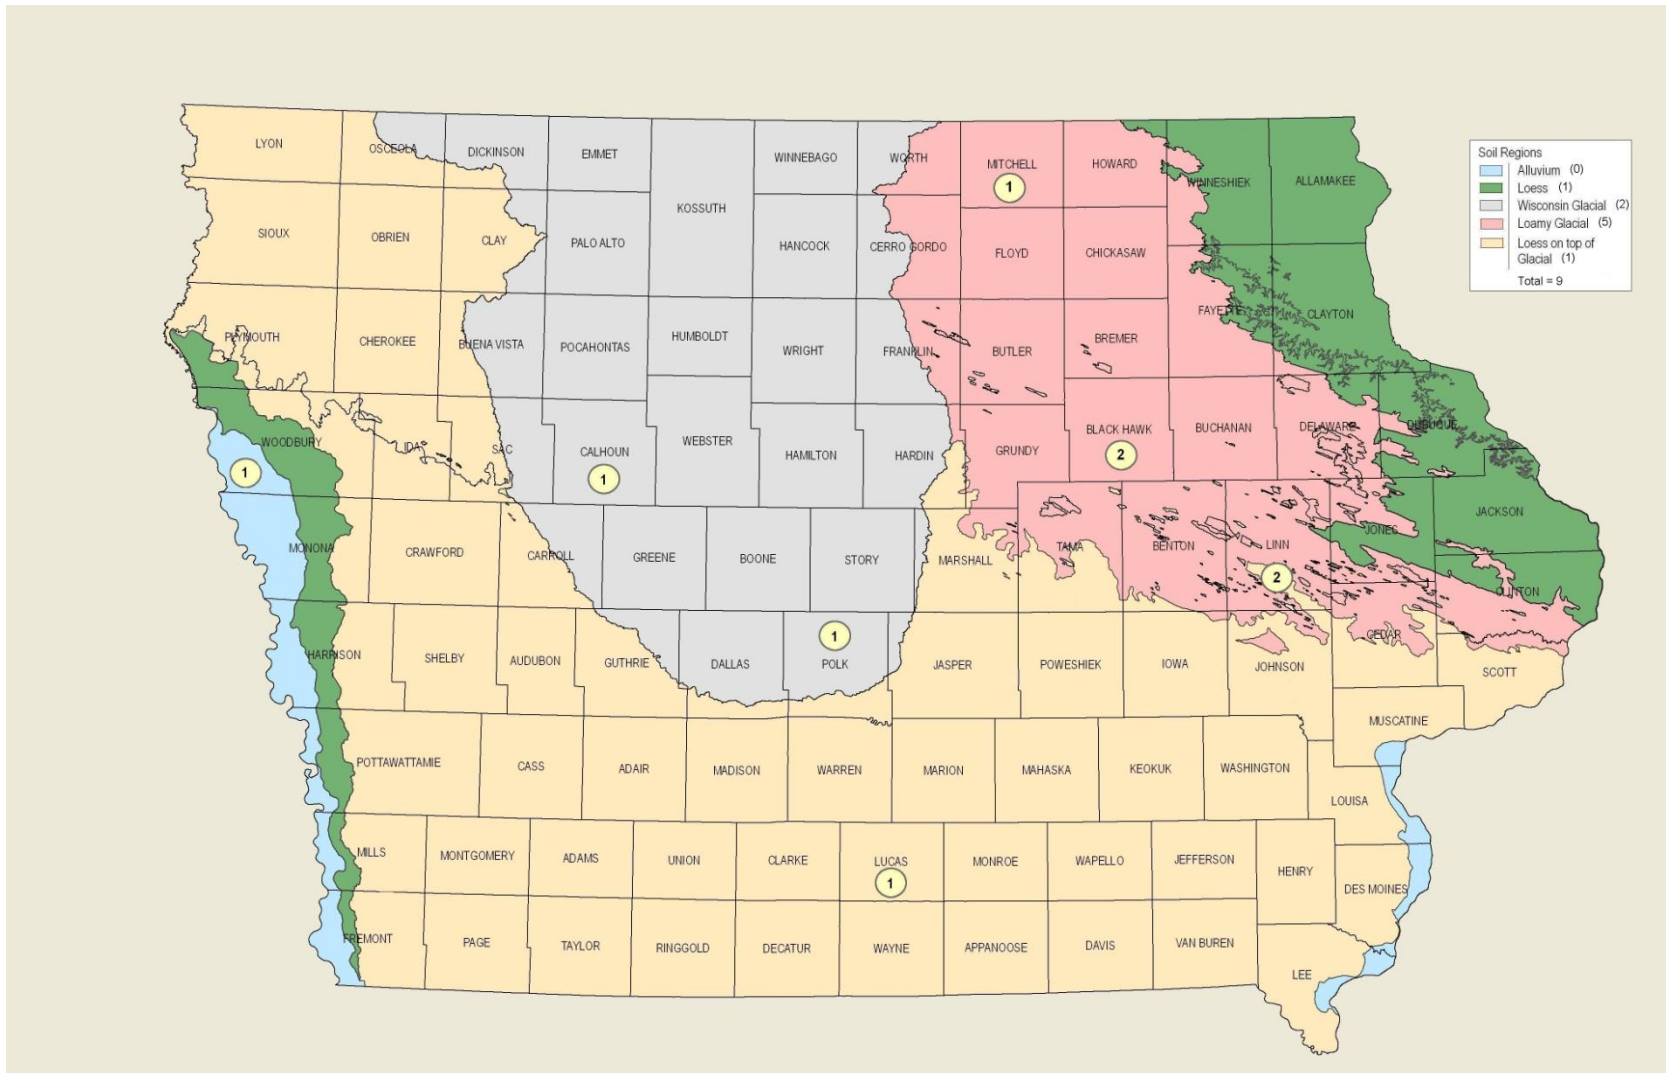 LYON
OSCEOLA
DICKINSON
EMMET
WINNEBAGO
WORTH
MITCHELL
HOWARD
WINNESHIEK
ALLAMAKEE
1
KOSSUTH
SIOUX
OBRIEN
CLAY
PALO ALTO
HANCOCK
CERRO GORDO
FLOYD
CHICKASAW
Soil Regions
Alluvium (0)
Loess (1)
Wisconsin Glacial (2)
Loamy Glacial (5)
Loess on top of
Glacial (1)
Total = 9
PLYMOUTH
CHEROKEE
BUENA VISTA
POCAHONTAS
HUMBOLDT
WRIGHT
FRANKLIN
BUTLER
BREMER
FAYETTE
CLAYTON
WOODBURY
IDA
SAC
CALHOUN
WEBSTER
HAMILTON
HARDIN
GRUNDY
BLACK HAWK
BUCHANAN
DELAWARE
DUBUQUE
1
1
2
MONONA
CRAWFORD
CARROLL
GREENE
BOONE
STORY
MARSHALL
TAMA
BENTON
LINN
JONES
JACKSON
2
CLINTON
HARRISON
SHELBY
AUDUBON
GUTHRIE
DALLAS
1
POLK
JASPER
POWESHIEK
IOWA
JOHNSON
CEDAR
SCOTT
MUSCATINE
POTTAWATTAMIE
CASS
ADAIR
MADISON
WARREN
MARION
MAHASKA
KEOKUK
WASHINGTON
LOUISA
MILLS
MONTGOMERY
ADAMS
UNION
CLARKE
LUCAS
MONROE
WAPELLO
JEFFERSON
HENRY
DES MOINES
1
FREMONT
PAGE
TAYLOR
RINGGOLD
DECATUR
WAYNE
APPANOOSE
DAVIS
VAN BUREN
LEE